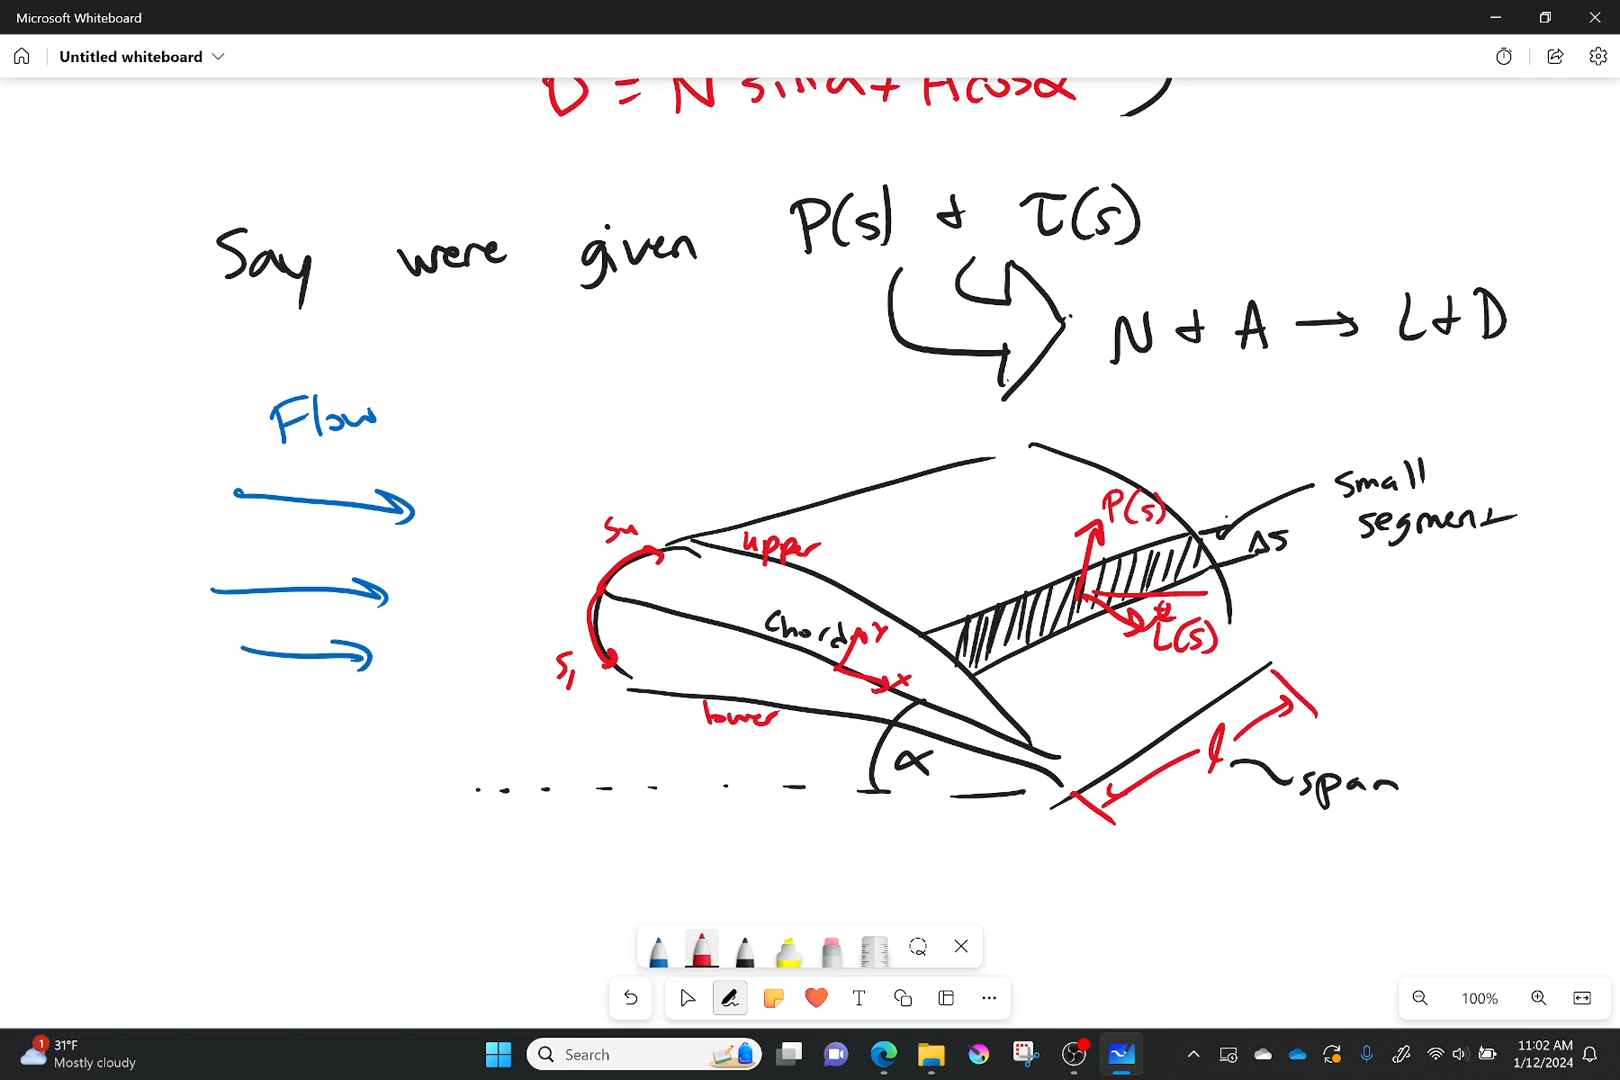 Microsoft Whiteboard
Untitled whiteboard
D = N sinα + A cosα )
Say were given P(s) & τ(s)
N & A → L & D
Flow
small
segment
P(s)
Su
upper
Δs
Chord
Y
θ
τ(s)
S,
x
lower
l
α
span
100%
1
31°F
Mostly cloudy
Search
11:02 AM
1/12/2024